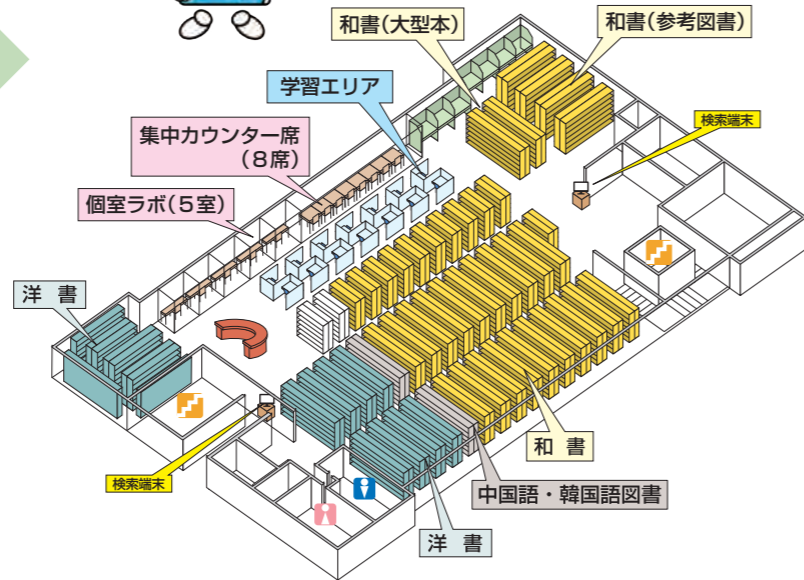 和書（大型本）
和書（参考図書）
学習エリア
検索端末
集中カウンター席
（８席）
個室ラボ（５室）
洋　書
和　書
検索端末
中国語・韓国語図書
洋　書